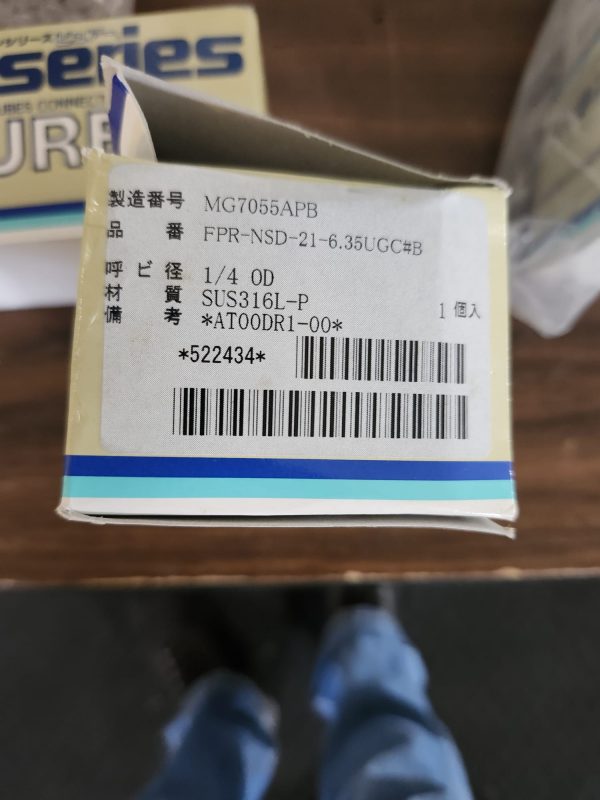 series
URE
製造番号 MG7055APB
品番 FPR-NSD-21-6.35UGC#B
呼ビ径 1/4 OD
材質 SUS316L-P
備考 *AT00DR1-00* 1個入
*522434*